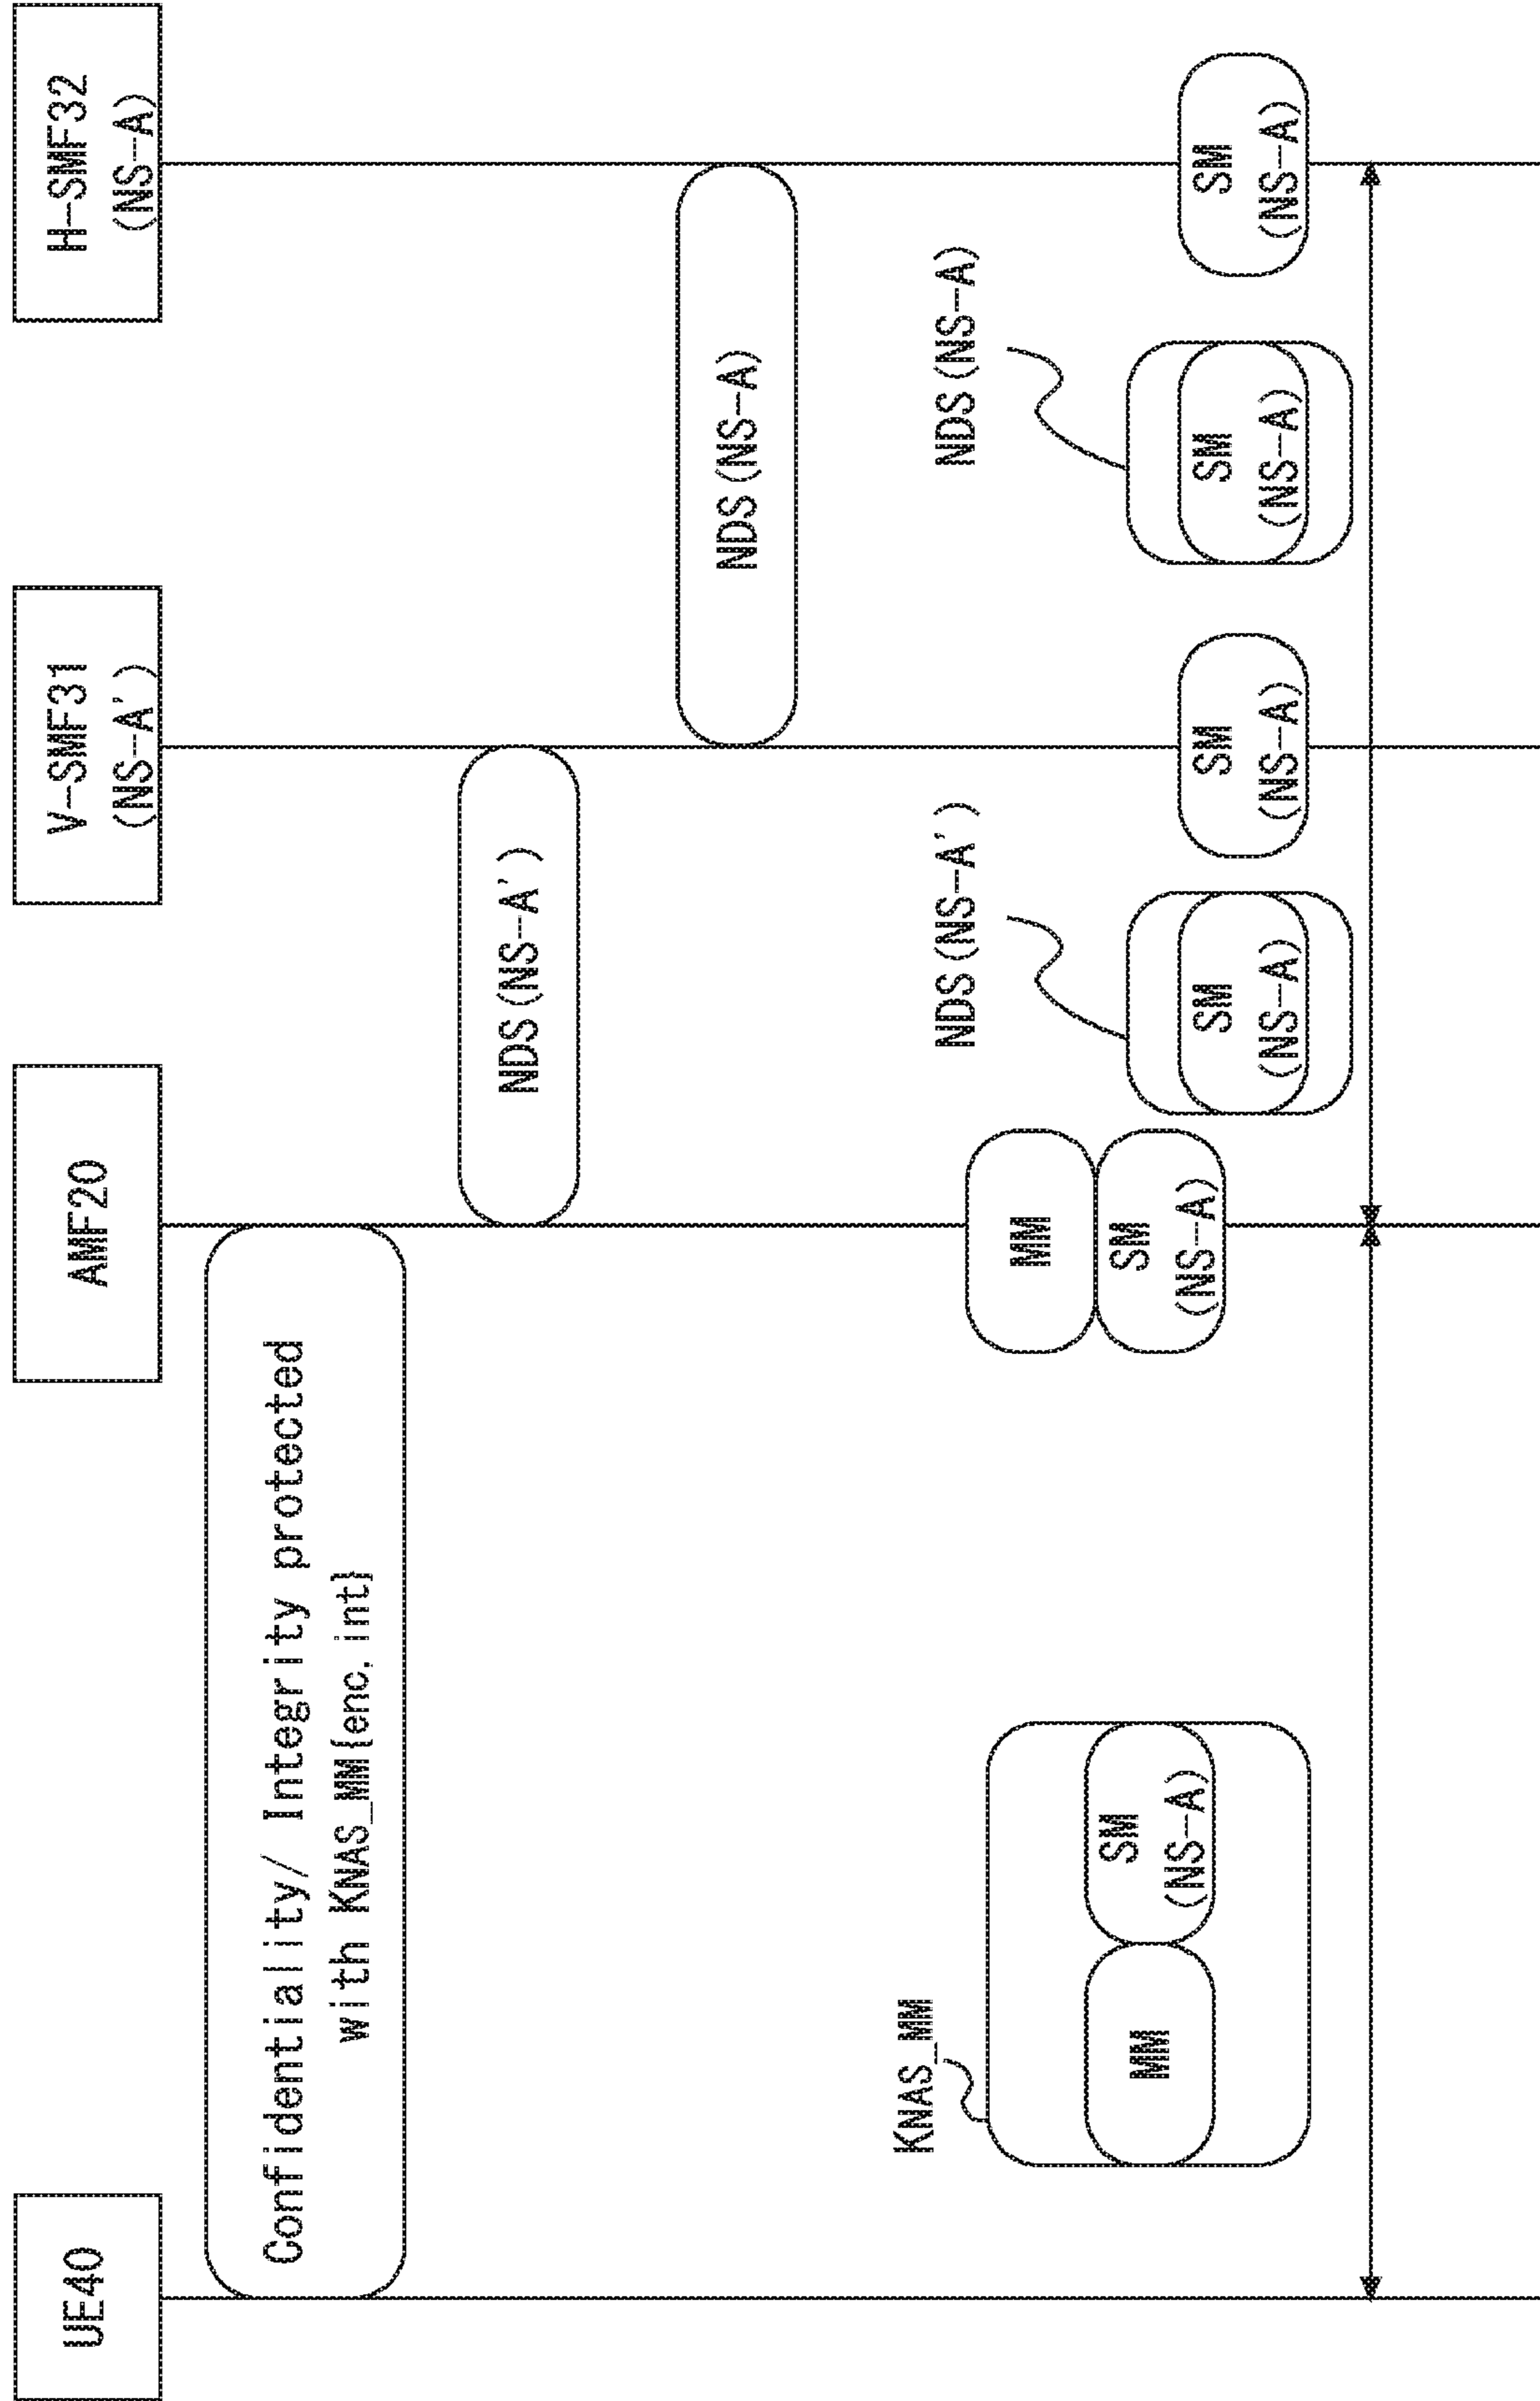 UE40
AMF20
V-SMF31
(NS-A')
H-SMF32
(NS-A)
Confidentiality/ Integrity protected
with KNAS_MM{enc, int}
NDS (NS-A')
NDS (NS-A)
KNAS_MM
MM
SM
(NS-A)
MM
SM
(NS-A)
NDS (NS-A')
SM
(NS-A)
SM
(NS-A)
NDS (NS-A)
SM
(NS-A)
SM
(NS-A)